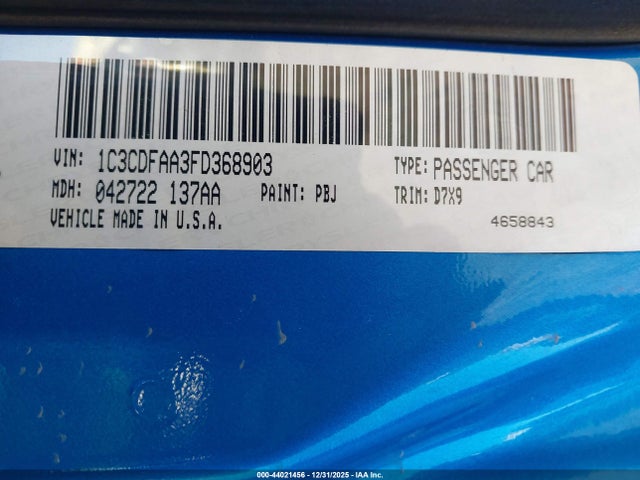 VIN: 1C3CDFAA3FD368903 TYPE: PASSENGER CAR
MDH: 042722 137AA PAINT: PBJ TRIM: D7X9
VEHICLE MADE IN U.S.A. 4658843
000-44021456 - 12/31/2025 - IAA Inc.